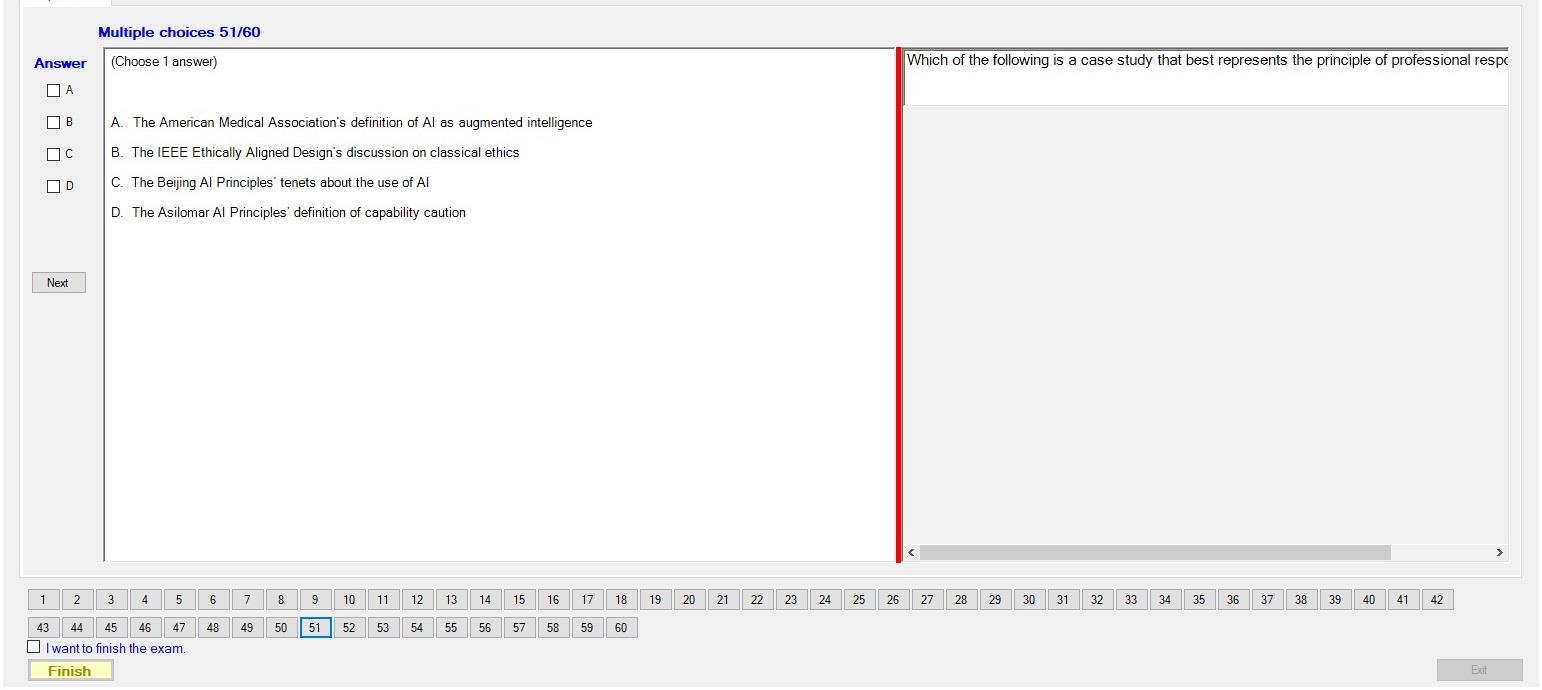 Multiple choices 51/60
Answer
(Choose 1 answer)
Which of the following is a case study that best represents the principle of professional
A
B
C
D
A. The American Medical Association's definition of AI as augmented intelligence
B. The IEEE Ethically Aligned Design's discussion on classical ethics
C. The Beijing AI Principles' tenets about the use of AI
D. The Asilomar AI Principles' definition of capability caution
Next
1 2 3 4 5 6 7 8 9 10 11 12 13 14 15 16 17 18 19 20 21 22 23 24 25 26 27 28 29 30 31 32 33 34 35 36 37 38 39 40 41 42
43 44 45 46 47 48 49 50 51 52 53 54 55 56 57 58 59 60
I want to finish the exam.
Finish
Exit